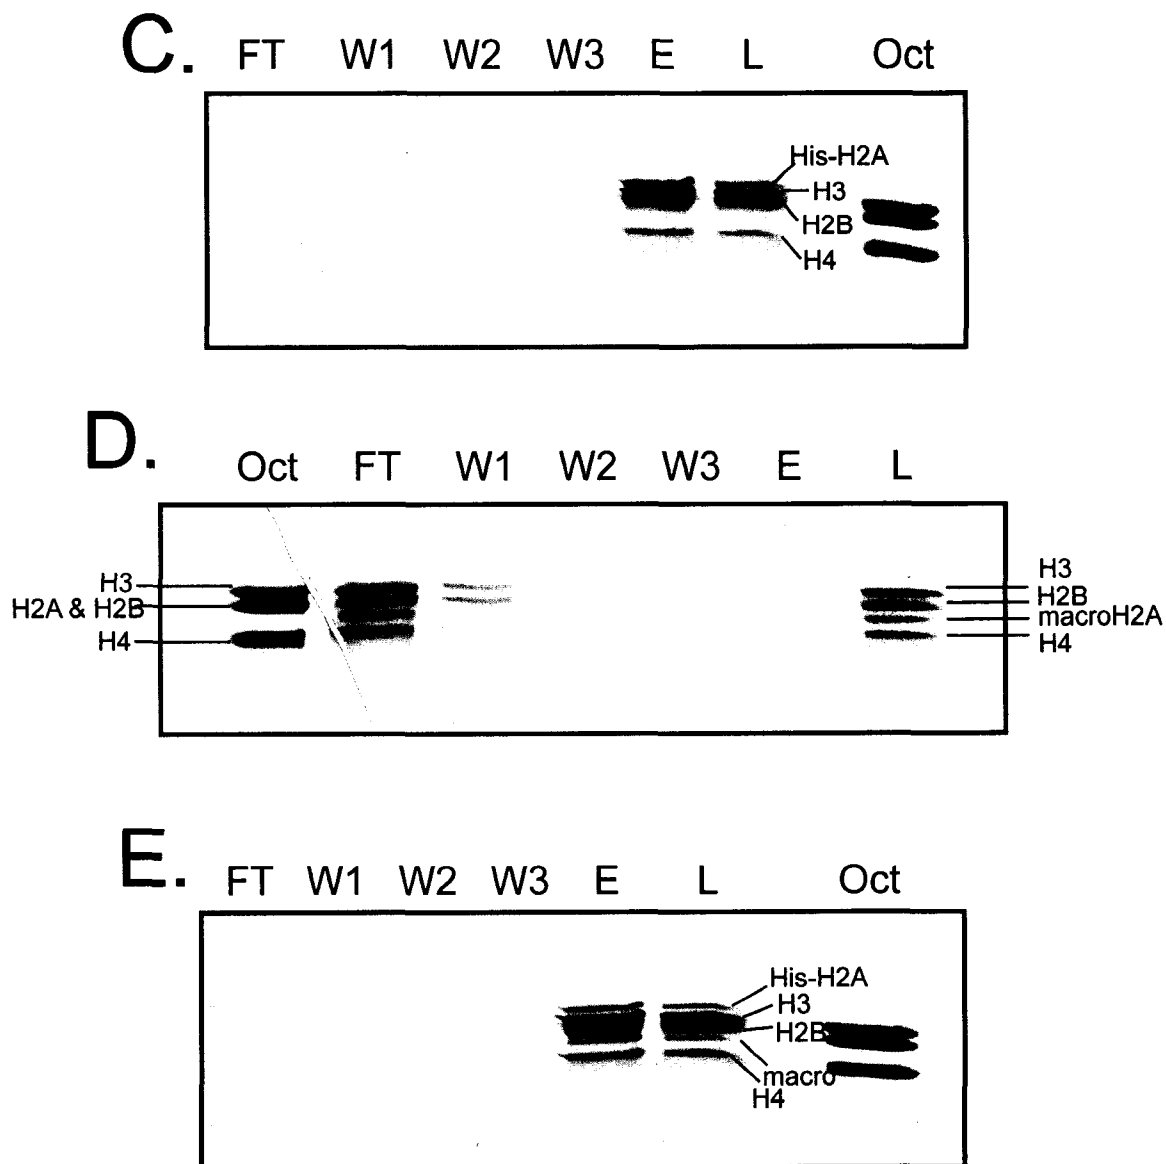 C.
FT W1 W2 W3 E L Oct
His-H2A
H3
H2B
H4
D.
Oct FT W1 W2 W3 E L
H3
H2A & H2B
H4
H3
H2B
macroH2A
H4
E.
FT W1 W2 W3 E L Oct
His-H2A
H3
H2B
macro
H4